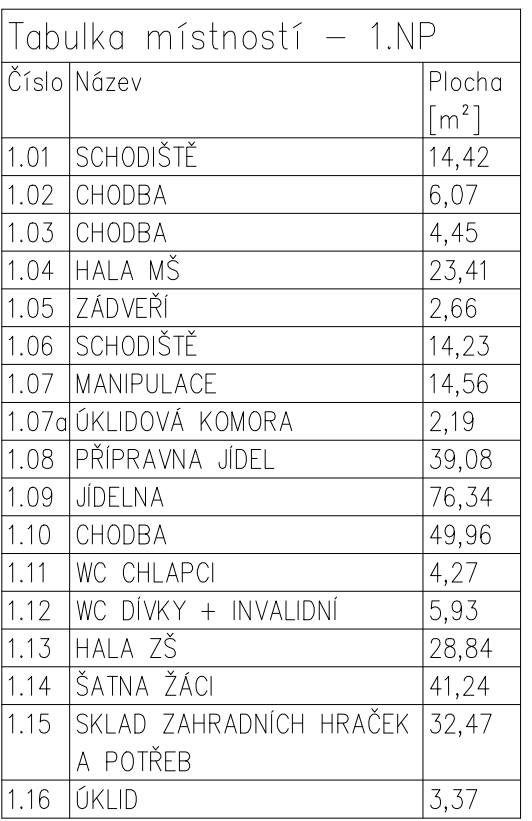 Tabulka místností – 1.NP
Číslo Název Plocha
[m²]
1.01 SCHODIŠTĚ 14,42
1.02 CHODBA 6,07
1.03 CHODBA 4,45
1.04 HALA MŠ 23,41
1.05 ZÁDVEŘÍ 2,66
1.06 SCHODIŠTĚ 14,23
1.07 MANIPULACE 14,56
1.07a ÚKLIDOVÁ KOMORA 2,19
1.08 PŘÍPRAVNA JÍDEL 39,08
1.09 JÍDELNA 76,34
1.10 CHODBA 49,96
1.11 WC CHLAPCI 4,27
1.12 WC DÍVKY + INVALIDNÍ 5,93
1.13 HALA ZŠ 28,84
1.14 ŠATNA ŽÁCI 41,24
1.15 SKLAD ZAHRADNÍCH HRAČEK 32,47
A POTŘEB
1.16 ÚKLID 3,37